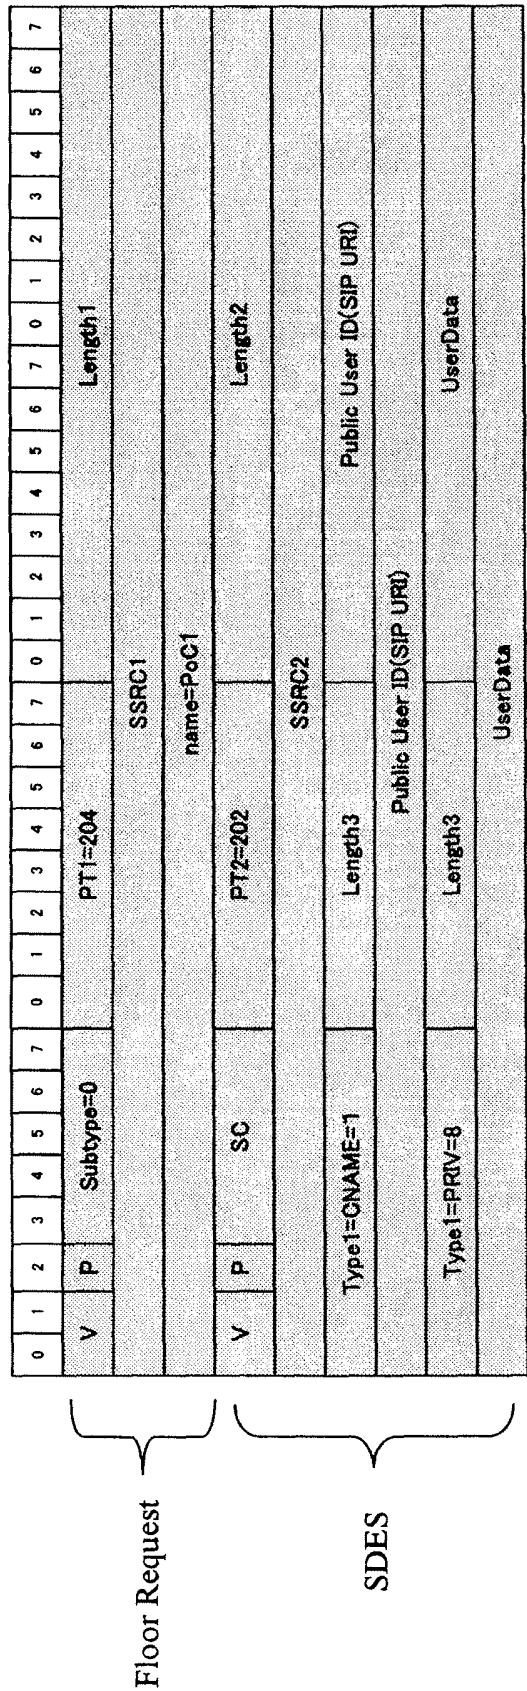 0 1 2 3 4 5 6 7 0 1 2 3 4 5 6 7 0 1 2 3 4 5 6 7 0 1 2 3 4 5 6 7
Floor Request
V P Subtype=0 PT1=204 Length1
SSRC1
name=PoC1
SDES
V P SC PT2=202 Length2
SSRC2
Type1=CNAME=1 Length3 Public User ID(SIP URI)
Public User ID(SIP URI)
Type1=PRIV=8 Length3 UserData
UserData